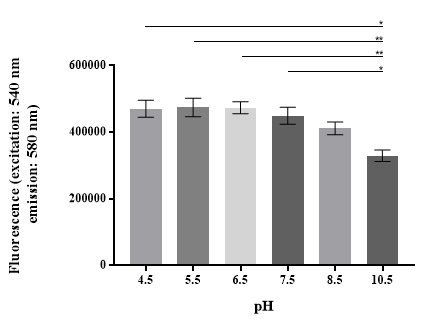 *
**
**
*
Fluorescence (excitation: 540 nm
emission: 580 nm)
600000
400000
200000
0
4.5 5.5 6.5 7.5 8.5 10.5
pH